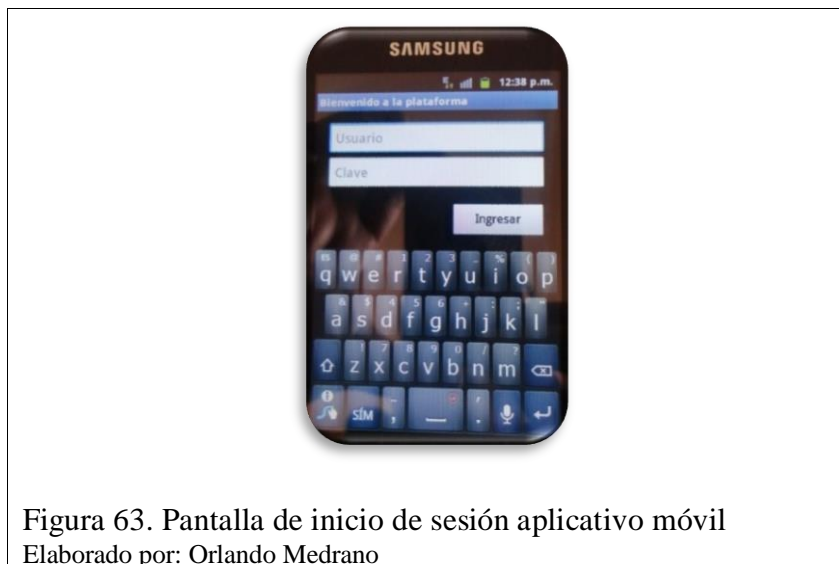 SAMSUNG
12:38 p.m.
Bienvenido a la plataforma
Usuario
Clave
Ingresar
q w e r t y u i o p
a s d f g h j k l
z x c v b n m
SÍM
Figura 63. Pantalla de inicio de sesión aplicativo móvil
Elaborado por: Orlando Medrano